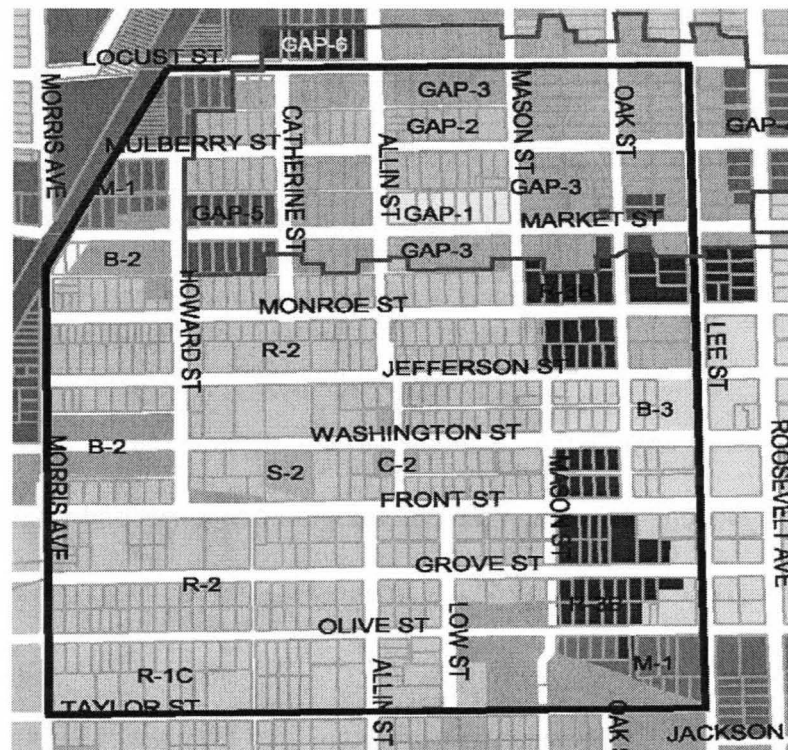 GAP-6
LOCUST ST
MORRIS AVE
GAP-3
MASON ST
OAK ST
GAP-2
CATHERINE ST
MULBERRY ST
ALLIN ST
M-1
GAP-3
GAP-5
GAP-1
MARKET ST
B-2
GAP-3
HOWARD ST
MONROE ST
R-3B
LEE ST
R-2
JEFFERSON ST
B-3
WASHINGTON ST
MORRIS AVE
B-2
ROOSEVELT AVE
S-2
C-2
MASON ST
FRONT ST
GROVE ST
R-2
R-3B
LOW ST
OLIVE ST
M-1
R-1C
ALLIN ST
TAYLOR ST
OAK
JACKSON